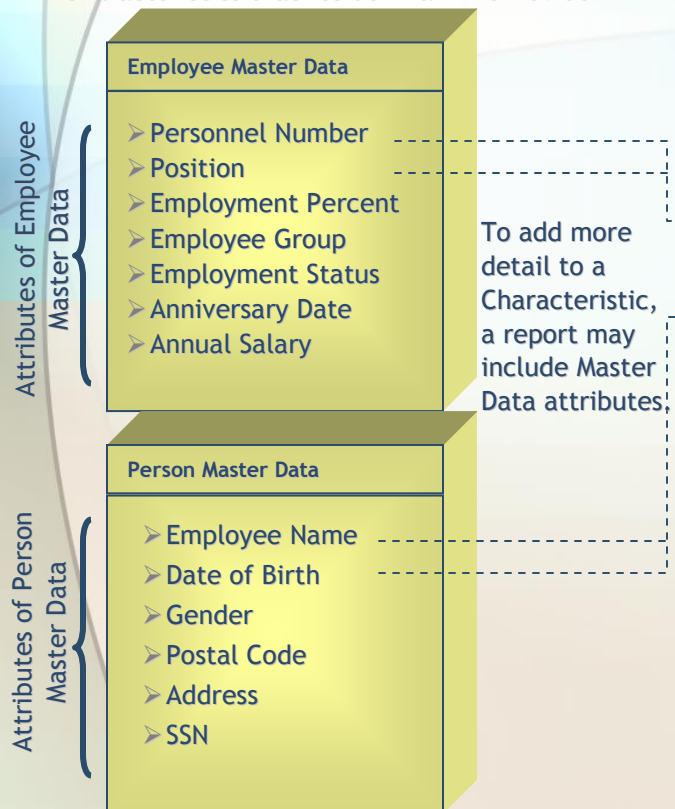 Employee Master Data
Attributes of Employee
Master Data
➢Personnel Number
➢Position
➢Employment Percent
➢Employee Group
➢Employment Status
➢Anniversary Date
➢Annual Salary
To add more
detail to a
Characteristic,
a report may
include Master
Data attributes.
Person Master Data
Attributes of Person
Master Data
➢Employee Name
➢Date of Birth
➢Gender
➢Postal Code
➢Address
➢SSN